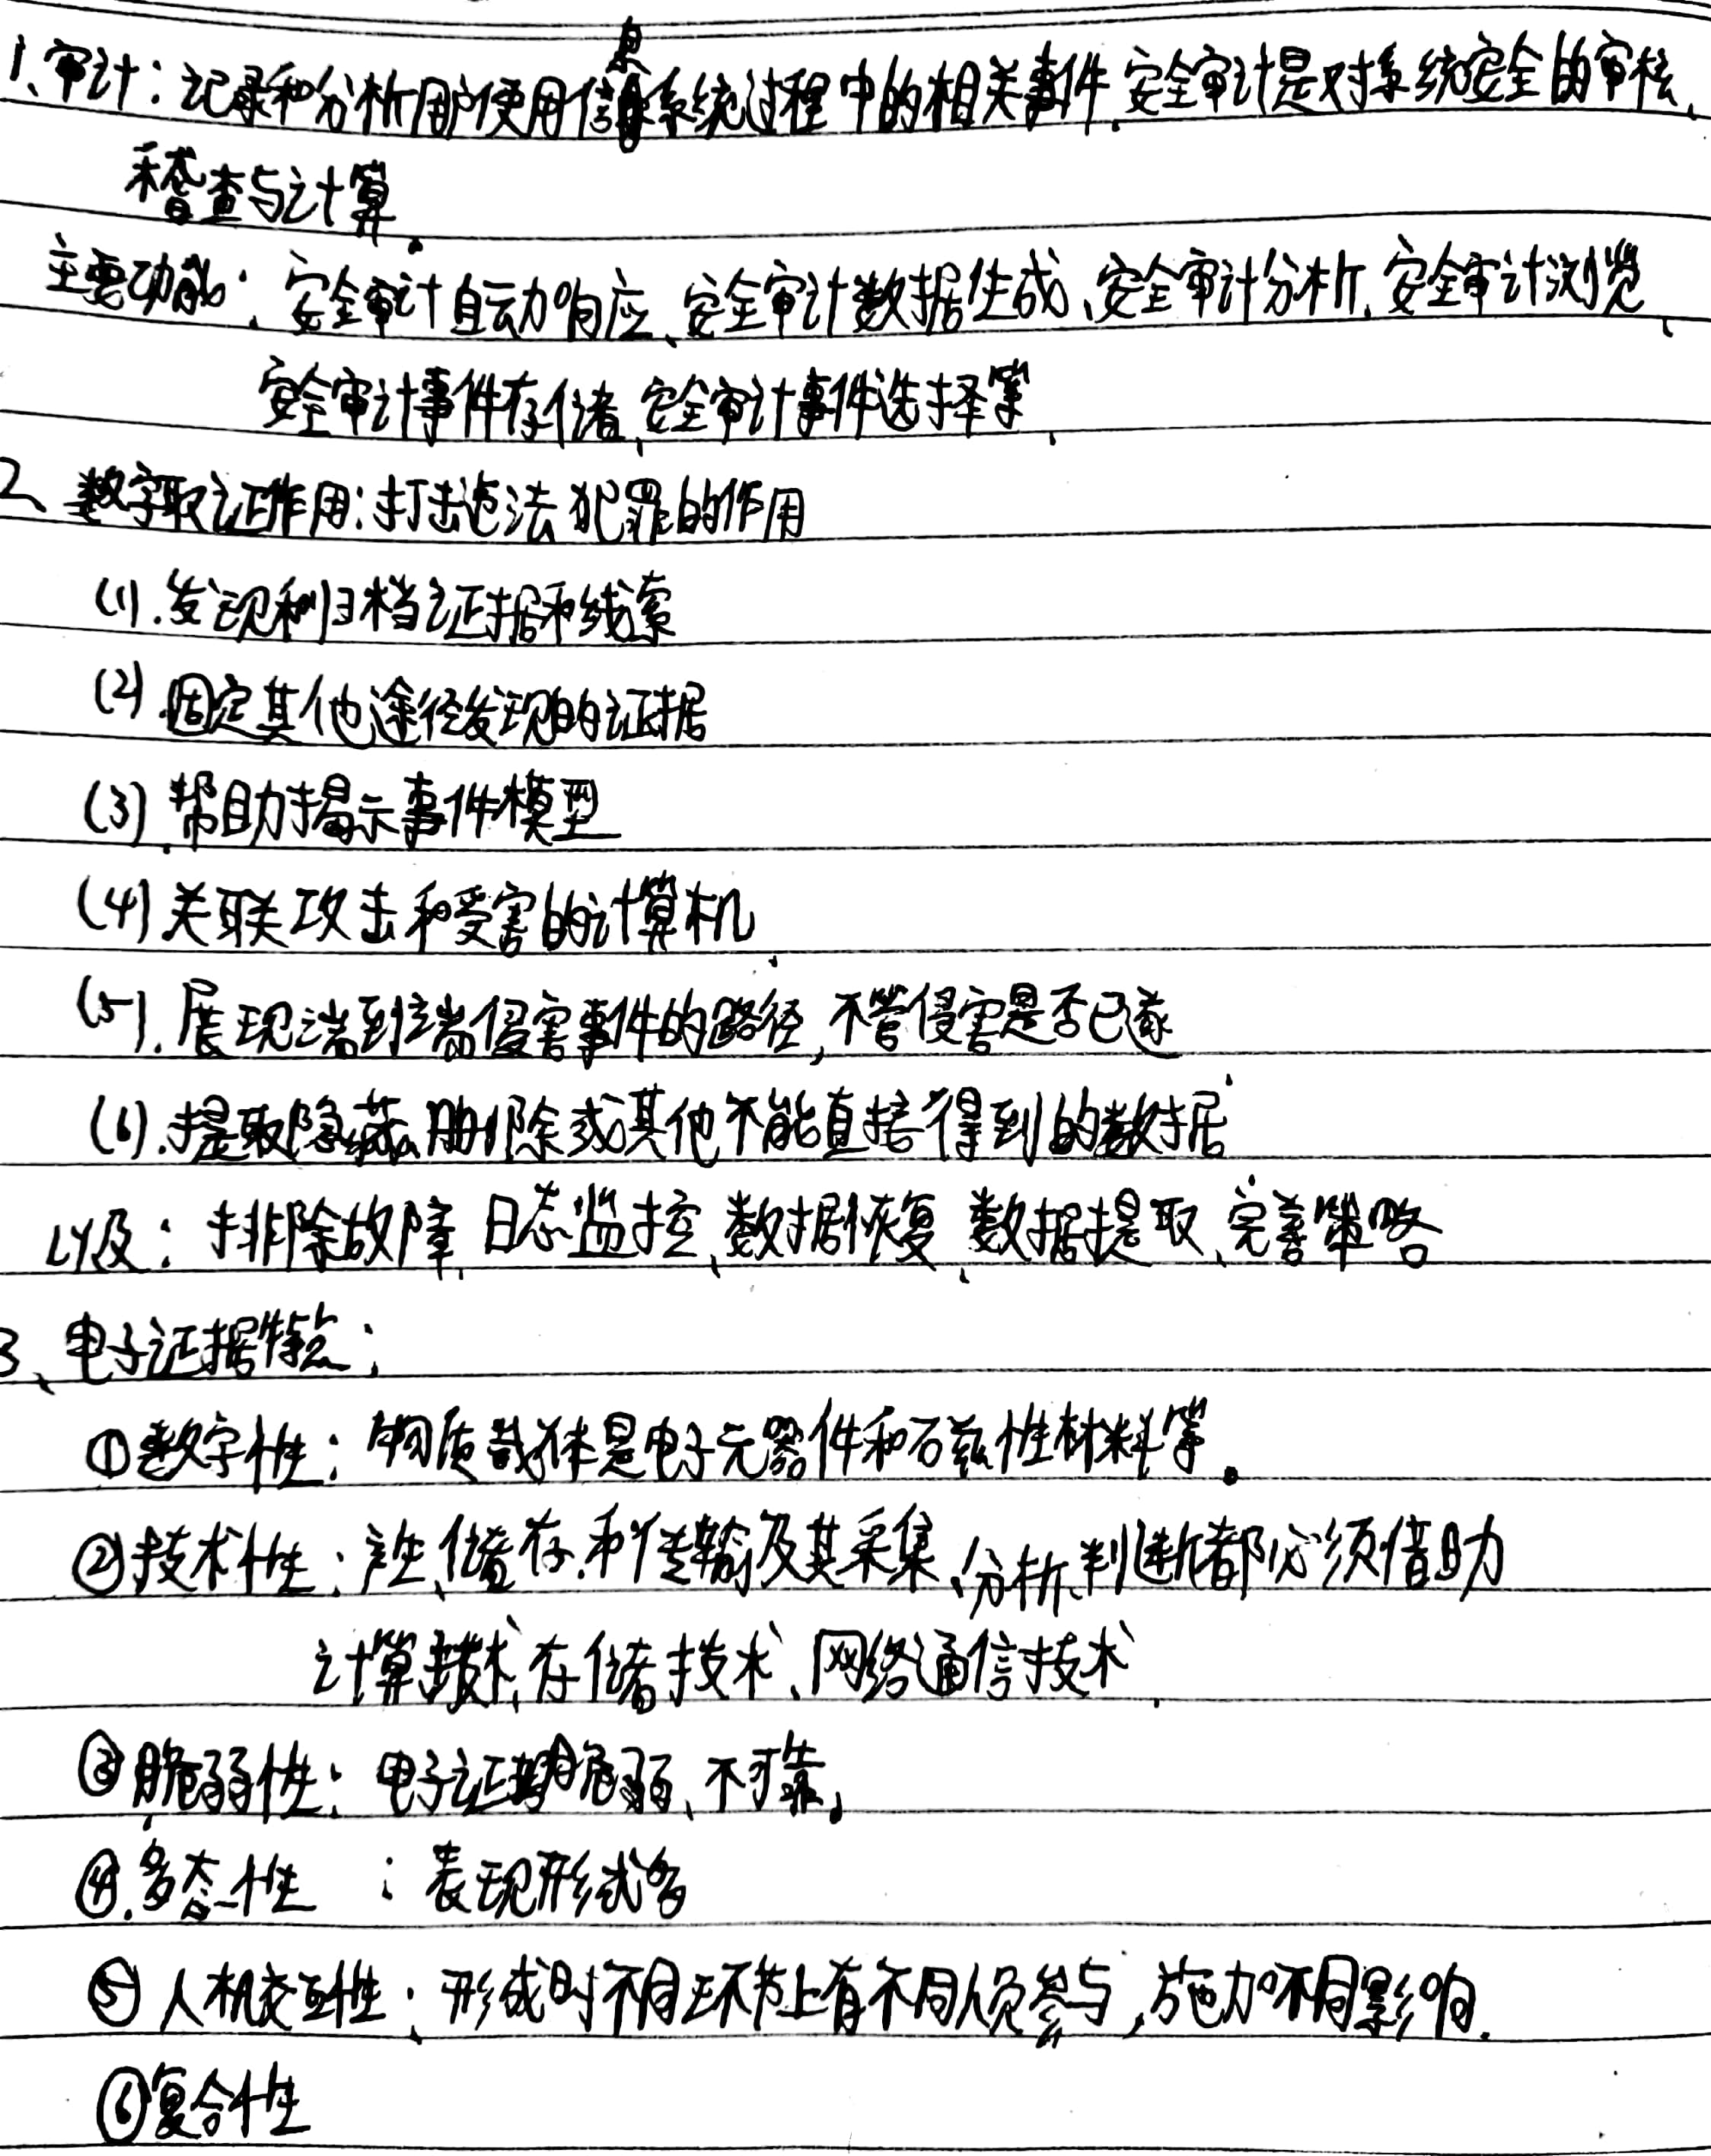 1、审计：记录和分析用户使用信息系统过程中的相关事件.安全审计是对系统安全的审核、
稽查与计算.
主要功能：安全审计自动响应、安全审计数据生成、安全审计分析、安全审计浏览、
安全审计事件存储、安全审计事件选择等.
2、数字取证作用：打击违法犯罪的作用
(1).发现和归档证据和线索
(2).固定其他途径发现的证据
(3).帮助揭示事件模型
(4)关联攻击和受害的计算机.
(5).展现端到端侵害事件的路径,不管侵害是否已遂
(6).提取隐藏、删除或其他不能直接得到的数据
以及：排除故障、日志监控、数据恢复、数据提取、完善策略
3、电子证据特点：
①数字性：物质载体是电子元器件和磁性材料等。
②技术性：产生、储存、和传输及其采集、分析、判断都必须借助
计算技术、存储技术、网络通信技术.
③脆弱性：电子证据脆弱、不可靠.
④.多态性：表现形式多
⑤人机交互性：形成时不同环节上有不同人员参与,施加不同影响.
⑥复合性